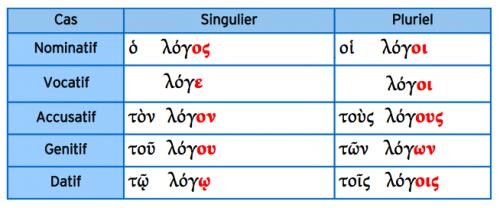 Cas Singulier Pluriel
Nominatif ὁ λόγος οἱ λόγοι
Vocatif λόγε λόγοι
Accusatif τὸν λόγον τοὺς λόγους
Genitif τοῦ λόγου τῶν λόγων
Datif τῷ λόγῳ τοῖς λόγοις